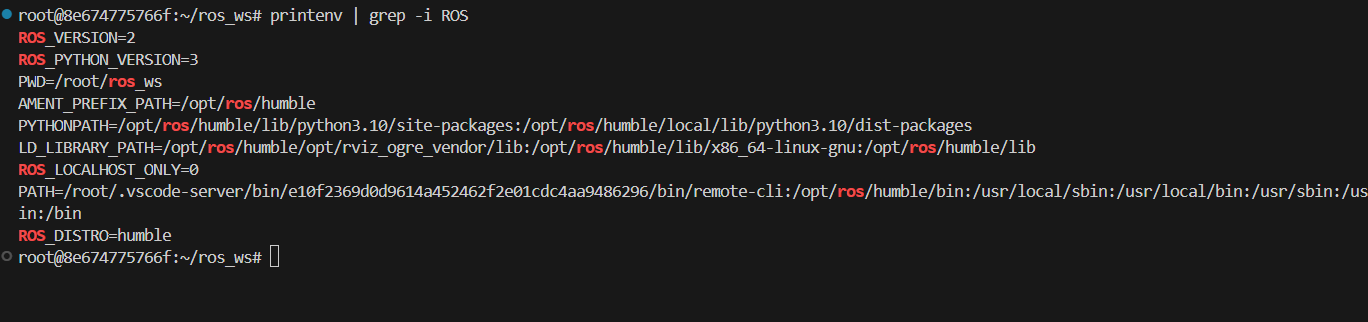 root@8e674775766f:~/ros_ws# printenv | grep -i ROS
ROS_VERSION=2
ROS_PYTHON_VERSION=3
PWD=/root/ros_ws
AMENT_PREFIX_PATH=/opt/ros/humble
PYTHONPATH=/opt/ros/humble/lib/python3.10/site-packages:/opt/ros/humble/local/lib/python3.10/dist-packages
LD_LIBRARY_PATH=/opt/ros/humble/opt/rviz_ogre_vendor/lib:/opt/ros/humble/lib/x86_64-linux-gnu:/opt/ros/humble/lib
ROS_LOCALHOST_ONLY=0
PATH=/root/.vscode-server/bin/e10f2369d0d9614a452462f2e01cdc4aa9486296/bin/remote-cli:/opt/ros/humble/bin:/usr/local/sbin:/usr/local/bin:/usr/sbin:/us
in:/bin
ROS_DISTRO=humble
root@8e674775766f:~/ros_ws#